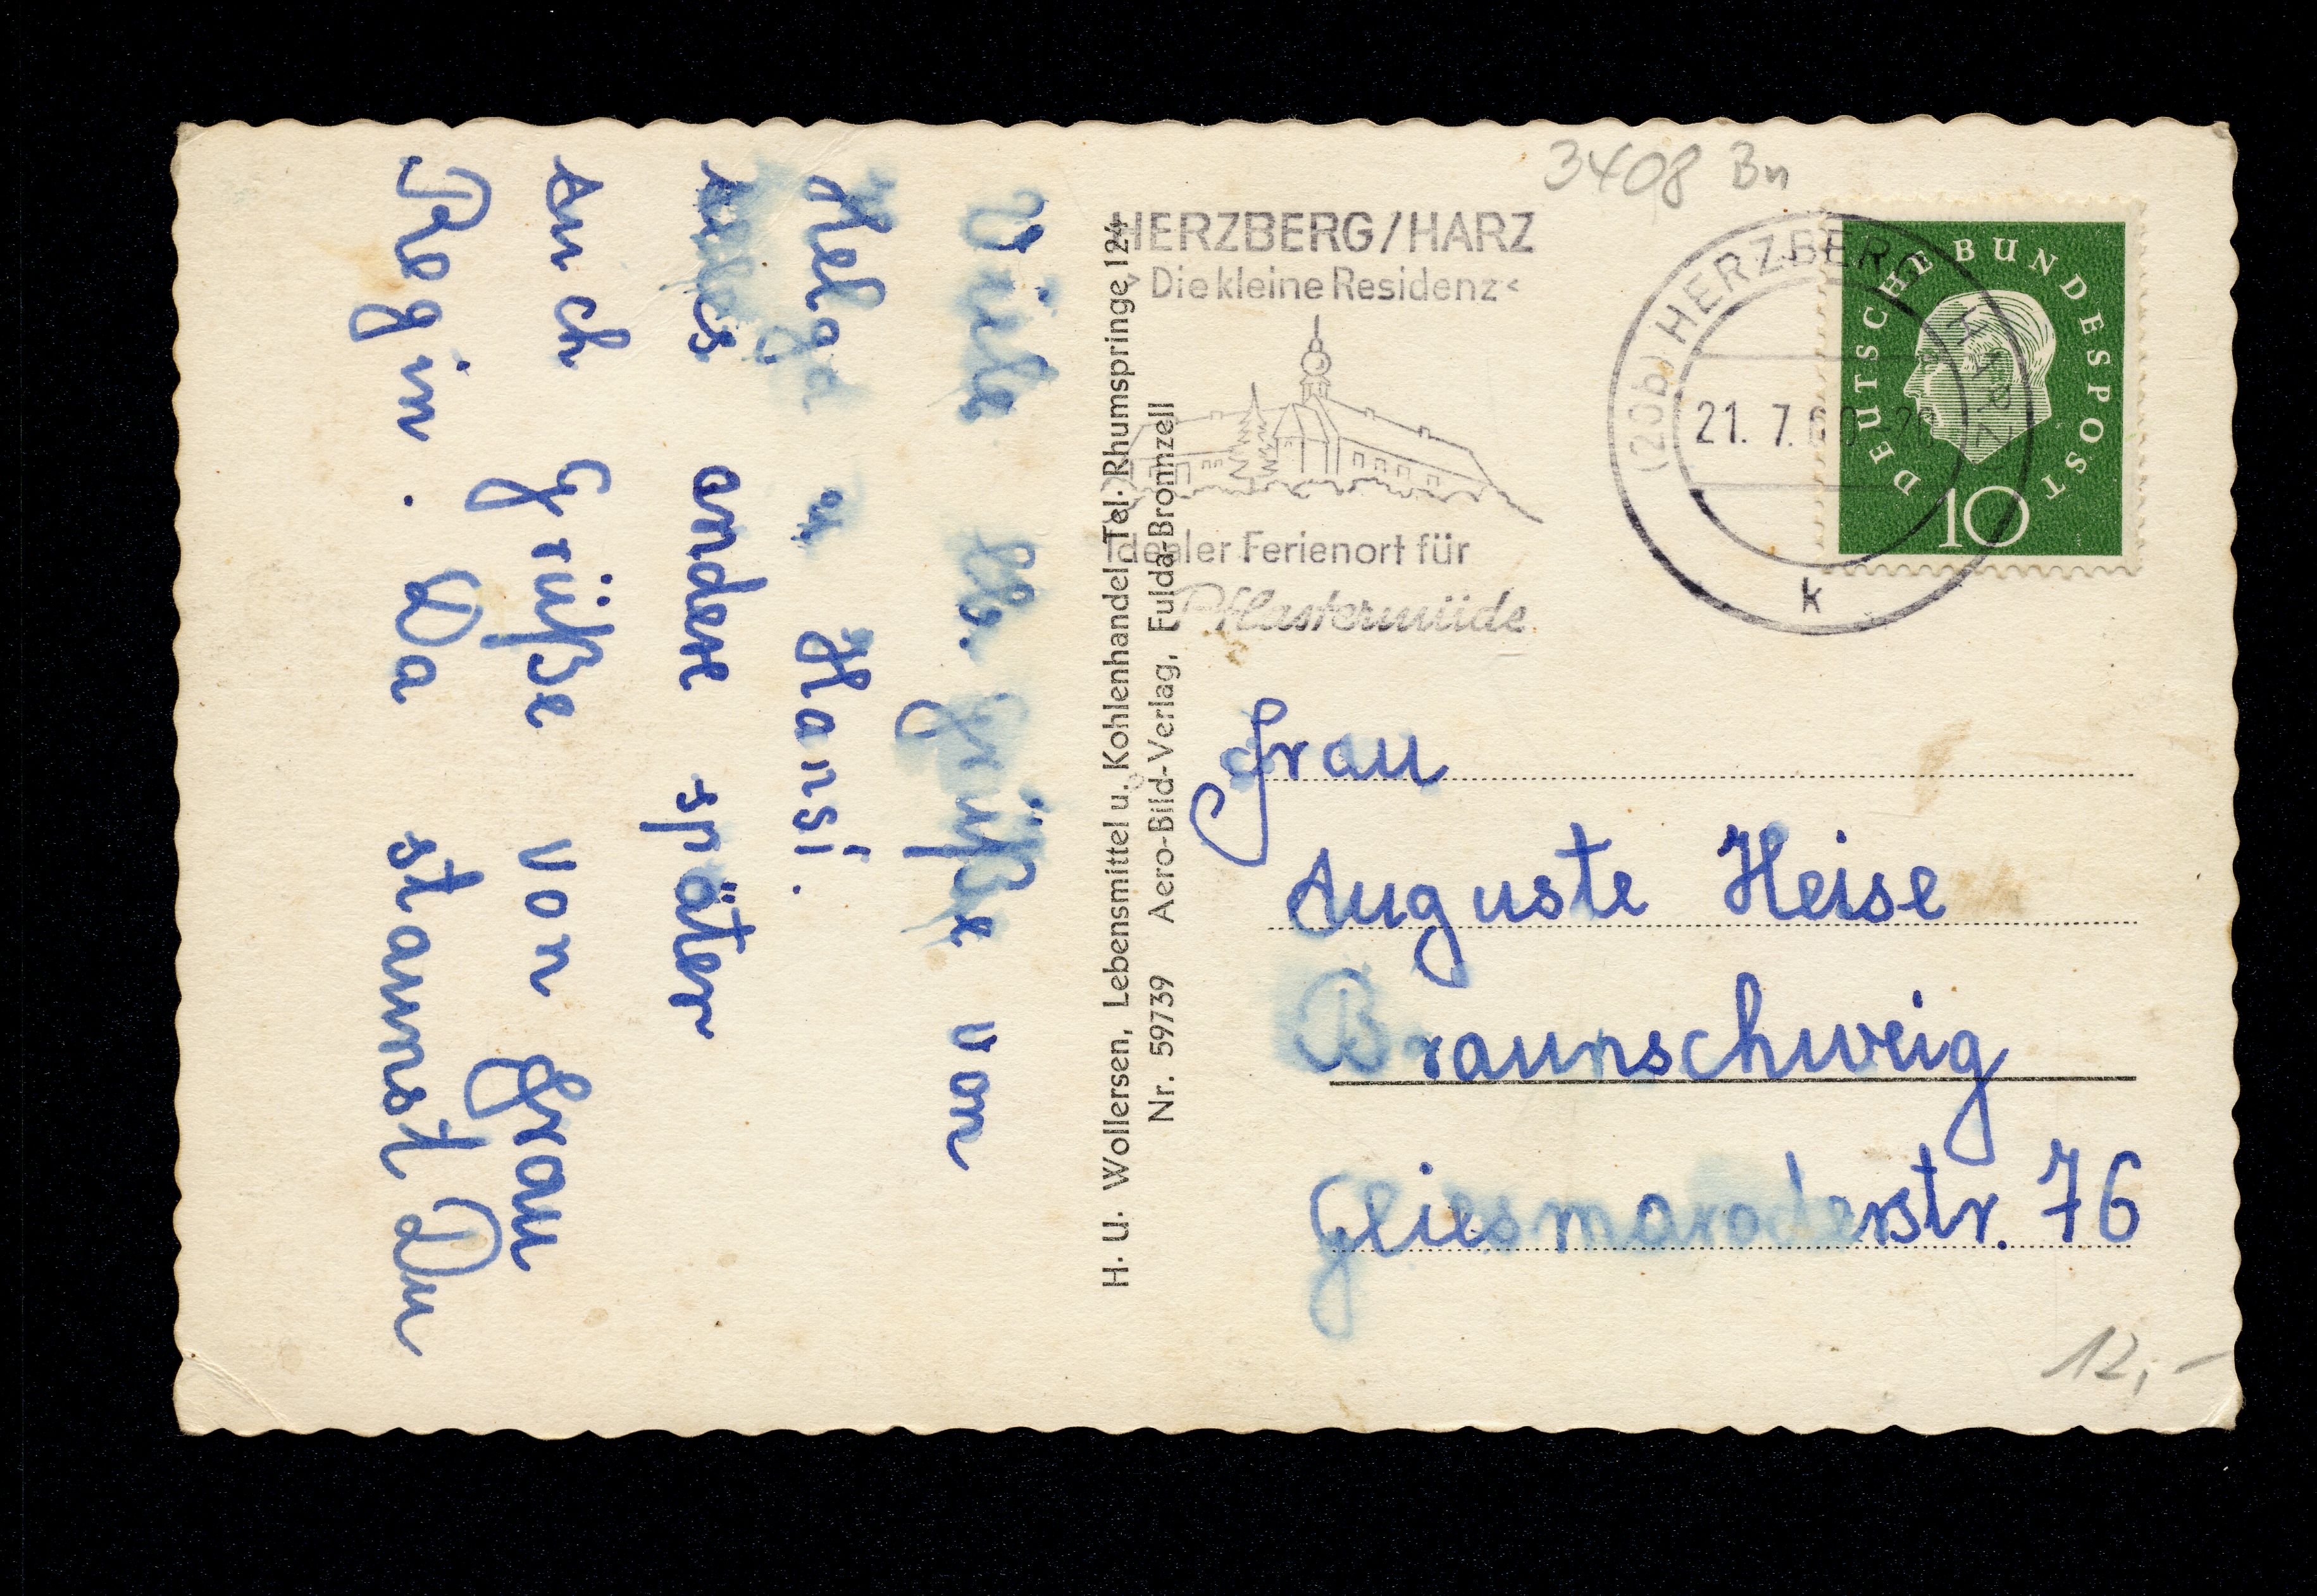 Viele lb. Grüße von
Helga u. Hansi.
Alles andere später
Auch Grüße von Frau
Regin. Da staunst Du
H. U. Wollersen, Lebensmittel u. Kohlenhandel Tel. Rhumspringe 124
Nr. 59739 Aero-Bild-Verlag, Fulda-Bronnzell
3408 Bn
HERZBERG/HARZ
>Die kleine Residenz<
Idealer Ferienort für
Pflastermüde
(20b) HERZBERG HARZ
21. 7. 60
k
DEUTSCHE BUNDESPOST
10
Frau
Auguste Heise
Braunschweig
Gliesmaroderstr. 76
12,-